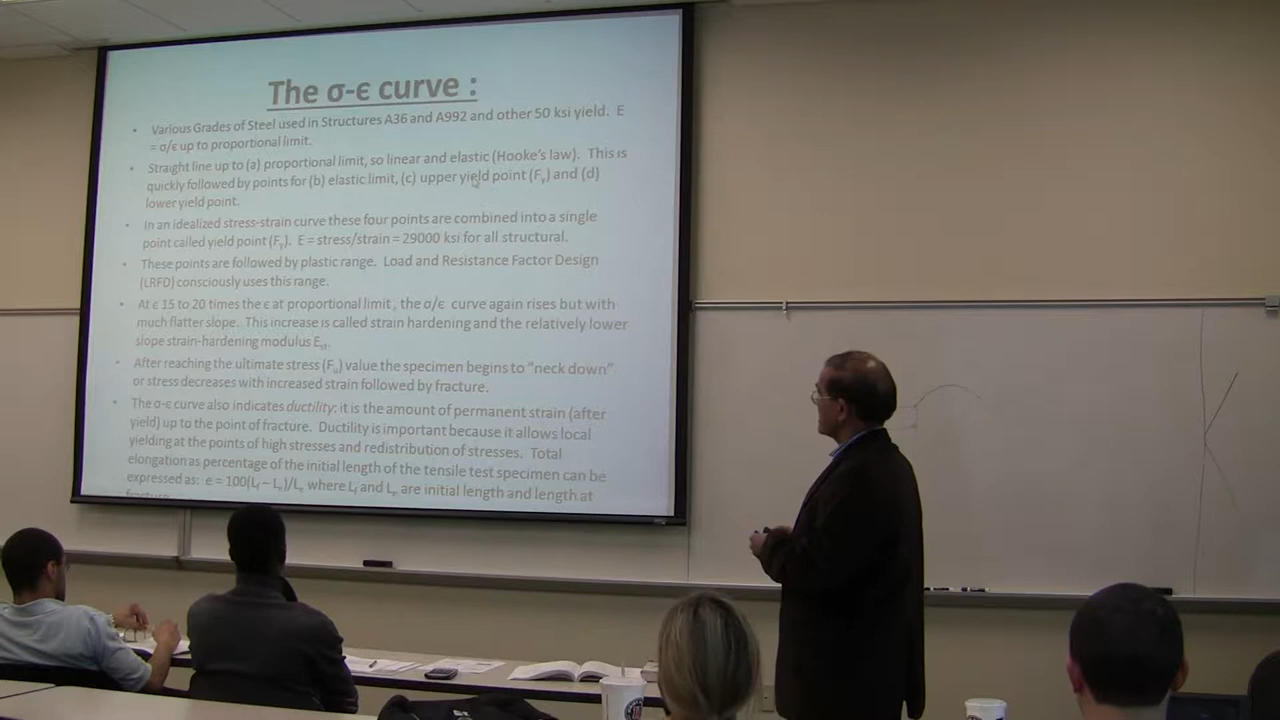 The σ-ϵ curve :
• Various Grades of Steel used in Structures A36 and A992 and other 50 ksi yield. E
= σ/ϵ up to proportional limit.
• Straight line up to (a) proportional limit, so linear and elastic (Hooke's law). This is
quickly followed by points for (b) elastic limit, (c) upper yield point (Fy) and (d)
lower yield point.
• In an idealized stress-strain curve these four points are combined into a single
point called yield point (Fy). E = stress/strain = 29000 ksi for all structural.
• These points are followed by plastic range. Load and Resistance Factor Design
(LRFD) consciously uses this range.
• At ϵ 15 to 20 times the ϵ at proportional limit, the σ/ϵ curve again rises but with
much flatter slope. This increase is called strain hardening and the relatively lower
slope strain-hardening modulus Est.
• After reaching the ultimate stress (Fu) value the specimen begins to "neck down"
or stress decreases with increased strain followed by fracture.
• The σ-ϵ curve also indicates ductility: it is the amount of permanent strain (after
yield) up to the point of fracture. Ductility is important because it allows local
yielding at the points of high stresses and redistribution of stresses. Total
elongation as percentage of the initial length of the tensile test specimen can be
expressed as: e = 100(Lf – Lo)/Lo where Lf and Lo are initial length and length at